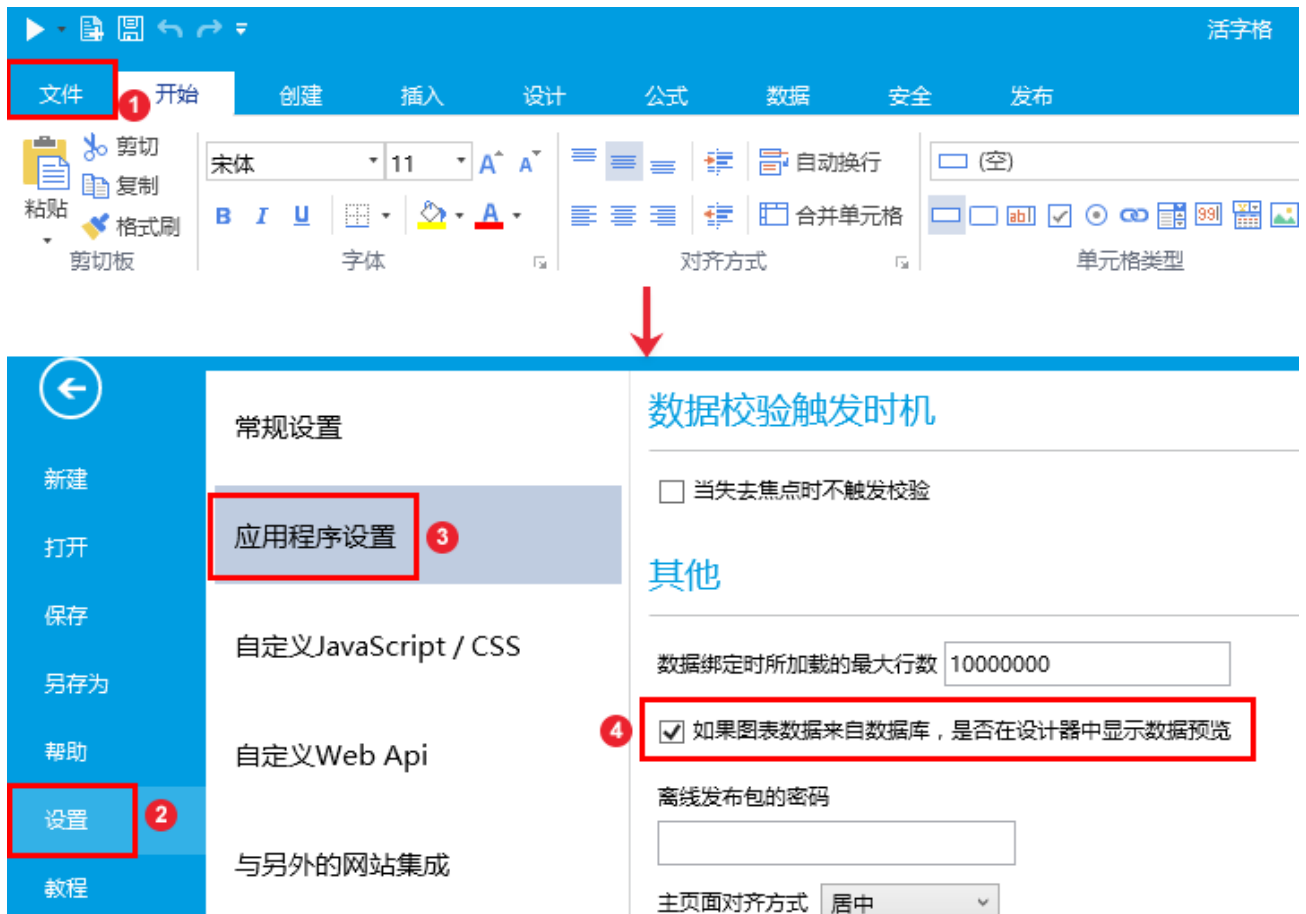 活字格
文件 1 开始 创建 插入 设计 公式 数据 安全 发布
剪切
宋体 11 A A 自动换行 (空)
复制
粘贴
格式刷
B I U A 合并单元格 ab 99
剪切板 字体 对齐方式 单元格类型
常规设置
数据校验触发时机
新建
当失去焦点时不触发校验
应用程序设置 3
打开
其他
保存
自定义JavaScript / CSS
数据绑定时所加载的最大行数 10000000
另存为
4 如果图表数据来自数据库，是否在设计器中显示数据预览
帮助
自定义Web Api
离线发布包的密码
设置 2
与另外的网站集成
教程
主页面对齐方式 居中